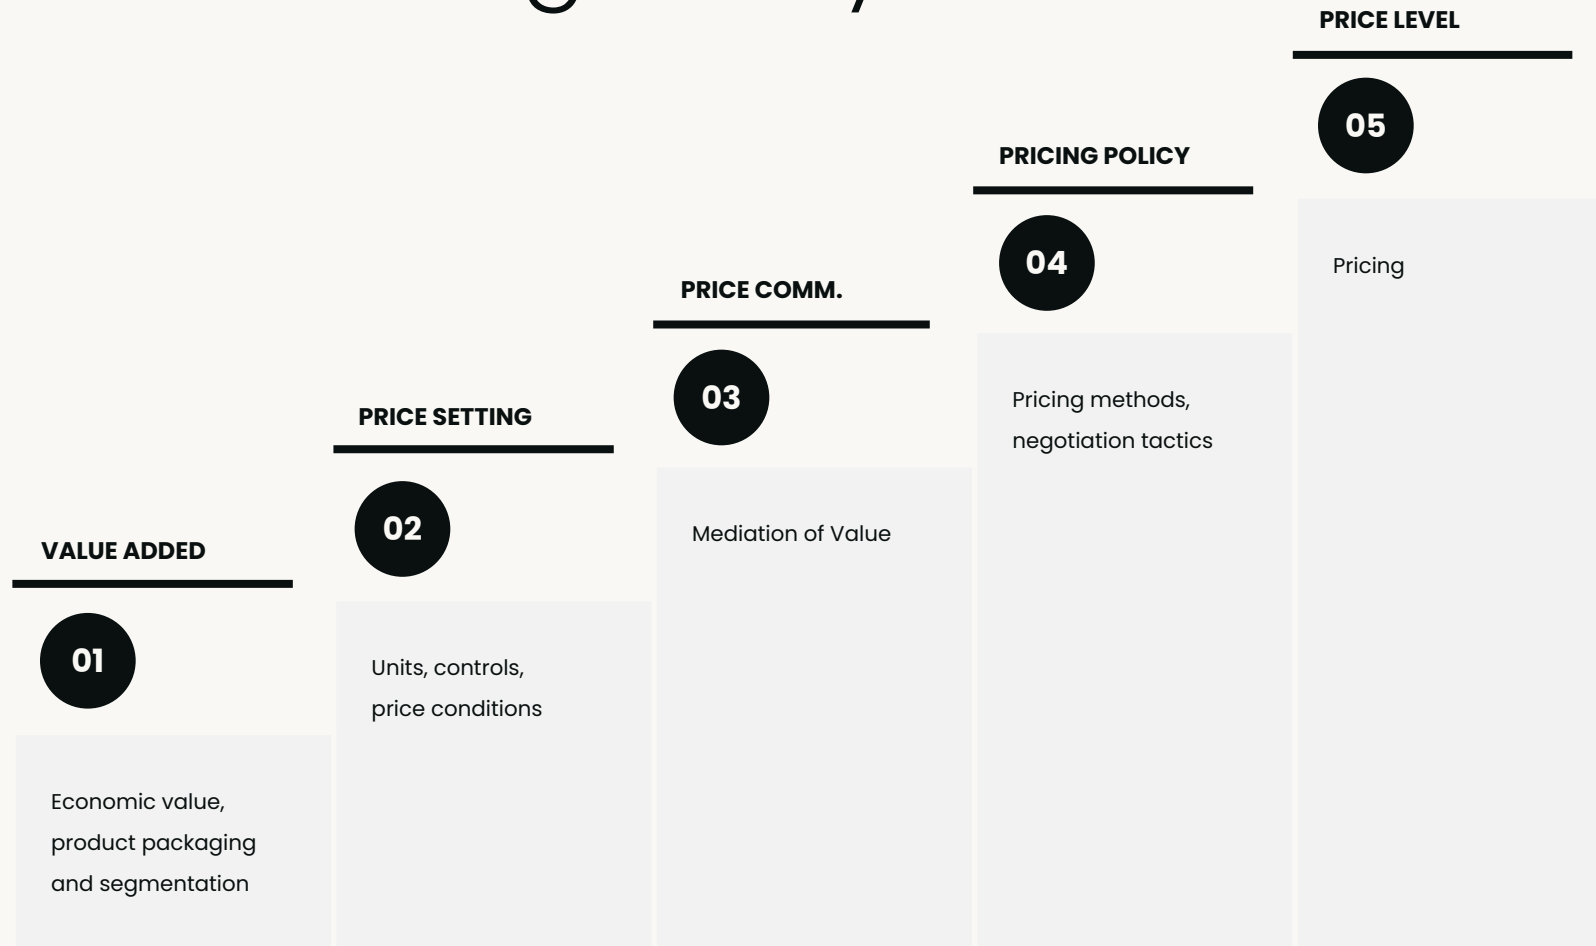 PRICE LEVEL
05
Pricing
PRICING POLICY
04
Pricing methods,
negotiation tactics
PRICE COMM.
03
Mediation of Value
PRICE SETTING
02
Units, controls,
price conditions
VALUE ADDED
01
Economic value,
product packaging
and segmentation